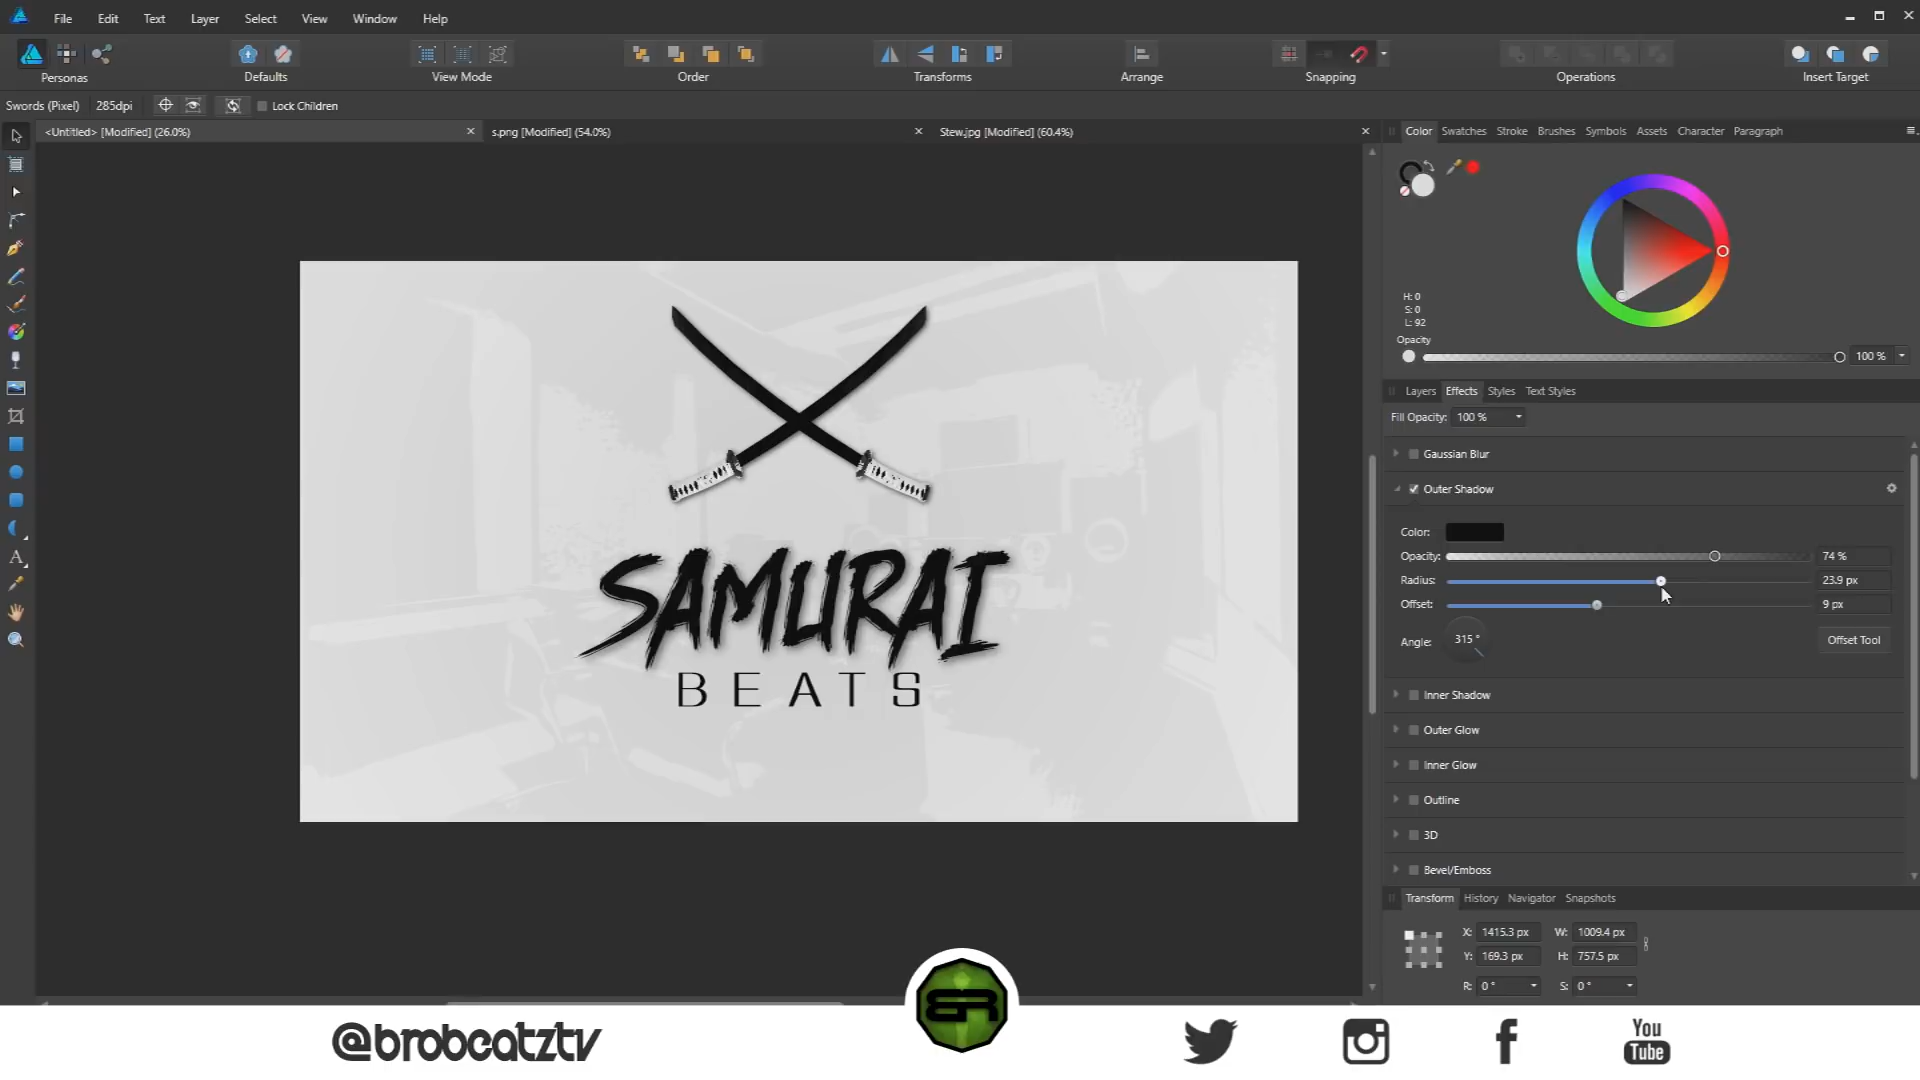 File Edit Text Layer Select View Window Help
Personas Defaults View Mode Order Transforms Arrange Snapping Operations Insert Target
Swords (Pixel) 285dpi Lock Children
<Untitled> [Modified] (26.0%) s.png [Modified] (54.0%) Stew.jpg [Modified] (60.4%)
Color Swatches Stroke Brushes Symbols Assets Character Paragraph
H: 0
S: 0
L: 92
Opacity
100 %
Layers Effects Styles Text Styles
Fill Opacity: 100 %
Gaussian Blur
Outer Shadow
Color:
Opacity: 74 %
Radius: 23.9 px
Offset: 9 px
Angle: 315 ° Offset Tool
Inner Shadow
Outer Glow
Inner Glow
Outline
3D
Bevel/Emboss
Transform History Navigator Snapshots
X: 1415.3 px W: 1009.4 px
Y: 169.3 px H: 757.5 px
R: 0 ° S: 0 °
SAMURAI
BEATS
@brobeatztv
BR
You
Tube